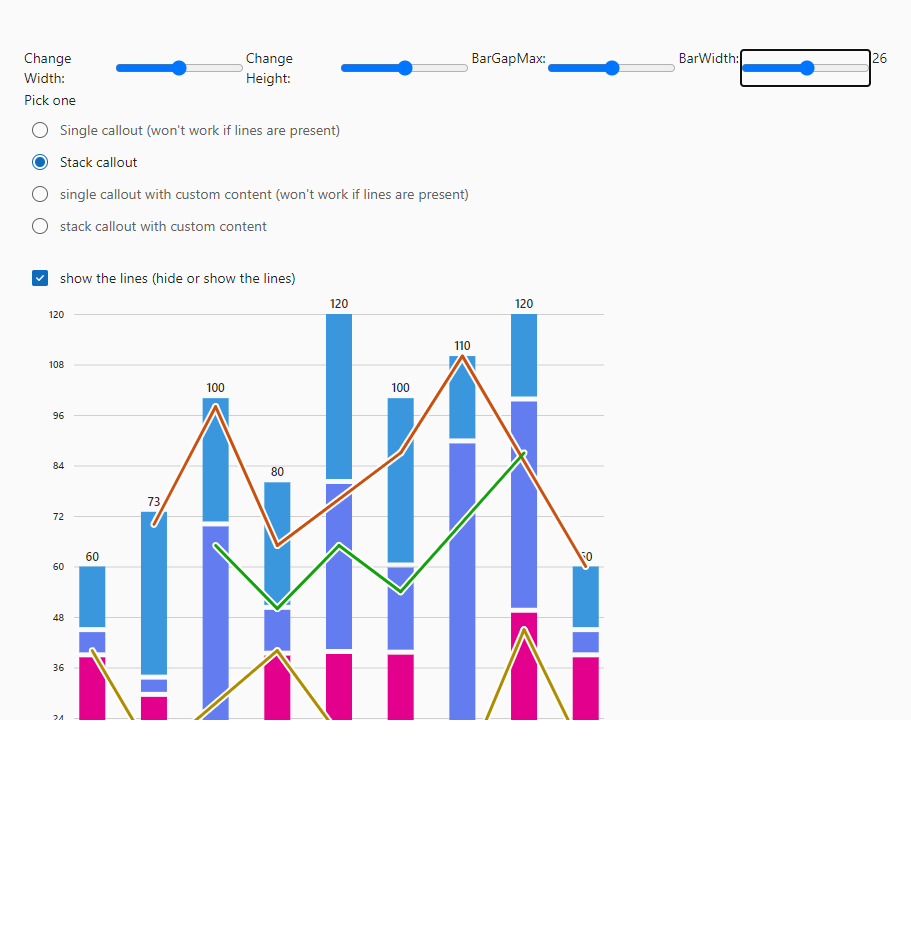 Change Width: Change Height: BarGapMax: BarWidth: 26
Pick one
Single callout (won't work if lines are present)
Stack callout
single callout with custom content (won't work if lines are present)
stack callout with custom content
show the lines (hide or show the lines)
120 120
120
110
108
100 100
96
84
80
73
72
60
60
48
36
24